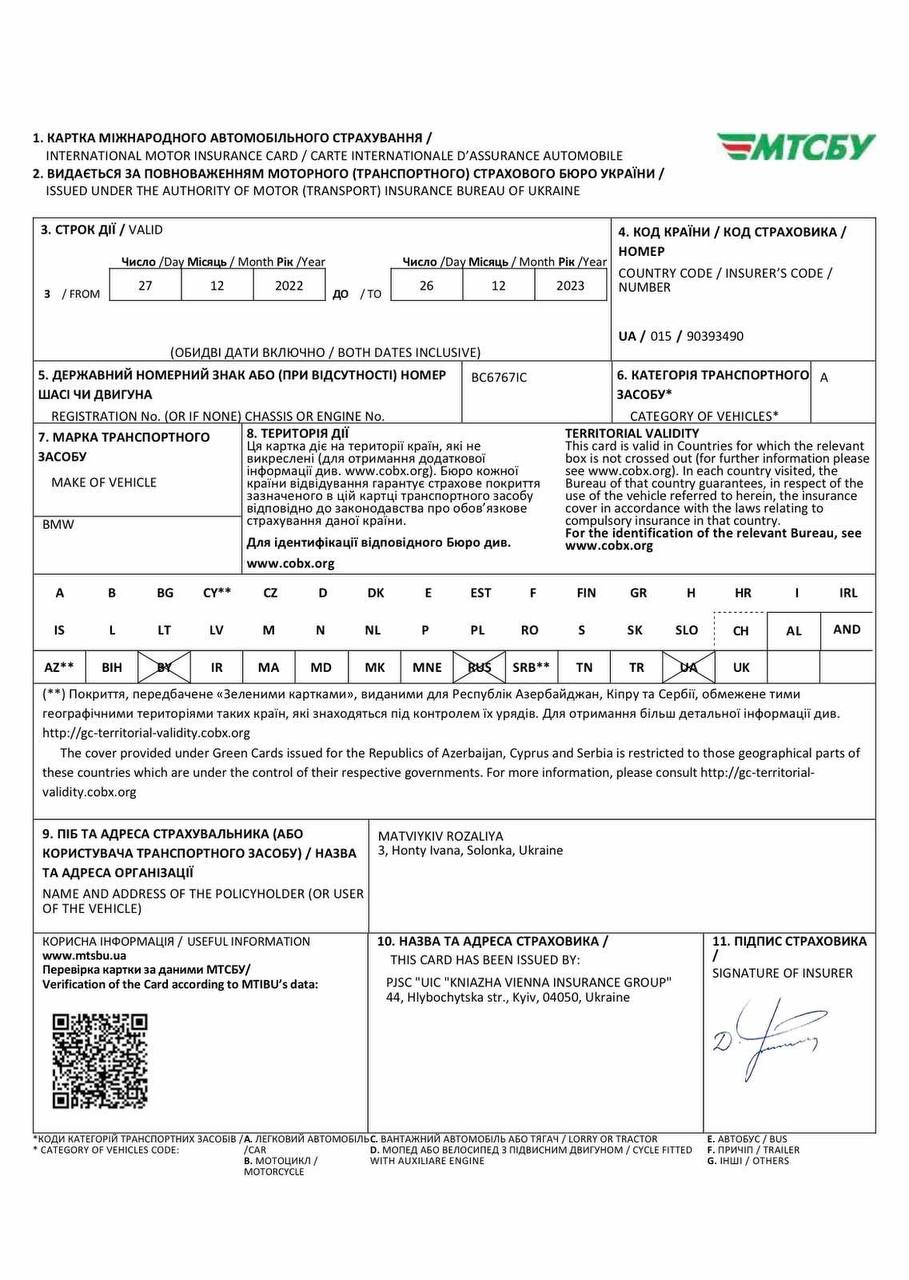 МТСБУ
1. КАРТКА МІЖНАРОДНОГО АВТОМОБІЛЬНОГО СТРАХУВАННЯ /
INTERNATIONAL MOTOR INSURANCE CARD / CARTE INTERNATIONALE D’ASSURANCE AUTOMOBILE
2. ВИДАЄТЬСЯ ЗА ПОВНОВАЖЕННЯМ МОТОРНОГО (ТРАНСПОРТНОГО) СТРАХОВОГО БЮРО УКРАЇНИ /
ISSUED UNDER THE AUTHORITY OF MOTOR (TRANSPORT) INSURANCE BUREAU OF UKRAINE
3. СТРОК ДІЇ / VALID
Число /Day Місяць / Month Рік /Year
Число /Day Місяць / Month Рік /Year
З / FROM 27 12 2022 ДО / TO 26 12 2023
(ОБИДВІ ДАТИ ВКЛЮЧНО / BOTH DATES INCLUSIVE)
4. КОД КРАЇНИ / КОД СТРАХОВИКА /
НОМЕР
COUNTRY CODE / INSURER’S CODE /
NUMBER
UA / 015 / 90393490
5. ДЕРЖАВНИЙ НОМЕРНИЙ ЗНАК АБО (ПРИ ВІДСУТНОСТІ) НОМЕР
ШАСІ ЧИ ДВИГУНА
REGISTRATION No. (OR IF NONE) CHASSIS OR ENGINE No.
BC6767IC
6. КАТЕГОРІЯ ТРАНСПОРТНОГО
ЗАСОБУ*
CATEGORY OF VEHICLES*
A
7. МАРКА ТРАНСПОРТНОГО
ЗАСОБУ
MAKE OF VEHICLE
BMW
8. ТЕРИТОРІЯ ДІЇ
Ця картка діє на території країн, які не
викреслені (для отримання додаткової
інформації див. www.cobx.org). Бюро кожної
країни відвідування гарантує страхове покриття
зазначеного в цій картці транспортного засобу
відповідно до законодавства про обов’язкове
страхування даної країни.
Для ідентифікації відповідного Бюро див.
www.cobx.org
TERRITORIAL VALIDITY
This card is valid in Countries for which the relevant
box is not crossed out (for further information please
see www.cobx.org). In each country visited, the
Bureau of that country guarantees, in respect of the
use of the vehicle referred to herein, the insurance
cover in accordance with the laws relating to
compulsory insurance in that country.
For the identification of the relevant Bureau, see
www.cobx.org
A B BG CY** CZ D DK E EST F FIN GR H HR I IRL
IS L LT LV M N NL P PL RO S SK SLO CH AL AND
AZ** BIH BY IR MA MD MK MNE RUS SRB** TN TR UA UK
(**) Покриття, передбачене «Зеленими картками», виданими для Республік Азербайджан, Кіпру та Сербії, обмежене тими
географічними територіями таких країн, які знаходяться під контролем їх урядів. Для отримання більш детальної інформації див.
http://gc-territorial-validity.cobx.org
The cover provided under Green Cards issued for the Republics of Azerbaijan, Cyprus and Serbia is restricted to those geographical parts of
these countries which are under the control of their respective governments. For more information, please consult http://gc-territorial-
validity.cobx.org
9. ПІБ ТА АДРЕСА СТРАХУВАЛЬНИКА (АБО
КОРИСТУВАЧА ТРАНСПОРТНОГО ЗАСОБУ) / НАЗВА
ТА АДРЕСА ОРГАНІЗАЦІЇ
NAME AND ADDRESS OF THE POLICYHOLDER (OR USER
OF THE VEHICLE)
MATVIYKIV ROZALIYA
3, Honty Ivana, Solonka, Ukraine
КОРИСНА ІНФОРМАЦІЯ / USEFUL INFORMATION
www.mtsbu.ua
Перевірка картки за даними МТСБУ/
Verification of the Card according to MTIBU’s data:
10. НАЗВА ТА АДРЕСА СТРАХОВИКА /
THIS CARD HAS BEEN ISSUED BY:
PJSC "UIC "KNIAZHA VIENNA INSURANCE GROUP"
44, Hlybochytska str., Kyiv, 04050, Ukraine
11. ПІДПИС СТРАХОВИКА
/
SIGNATURE OF INSURER
*КОДИ КАТЕГОРІЙ ТРАНСПОРТНИХ ЗАСОБІВ /
* CATEGORY OF VEHICLES CODE:
A. ЛЕГКОВИЙ АВТОМОБІЛЬ
/CAR
B. МОТОЦИКЛ /
MOTORCYCLE
C. ВАНТАЖНИЙ АВТОМОБІЛЬ АБО ТЯГАЧ / LORRY OR TRACTOR
D. МОПЕД АБО ВЕЛОСИПЕД З ПІДВИСНИМ ДВИГУНОМ / CYCLE FITTED
WITH AUXILIARE ENGINE
E. АВТОБУС / BUS
F. ПРИЧІП / TRAILER
G. ІНШІ / OTHERS